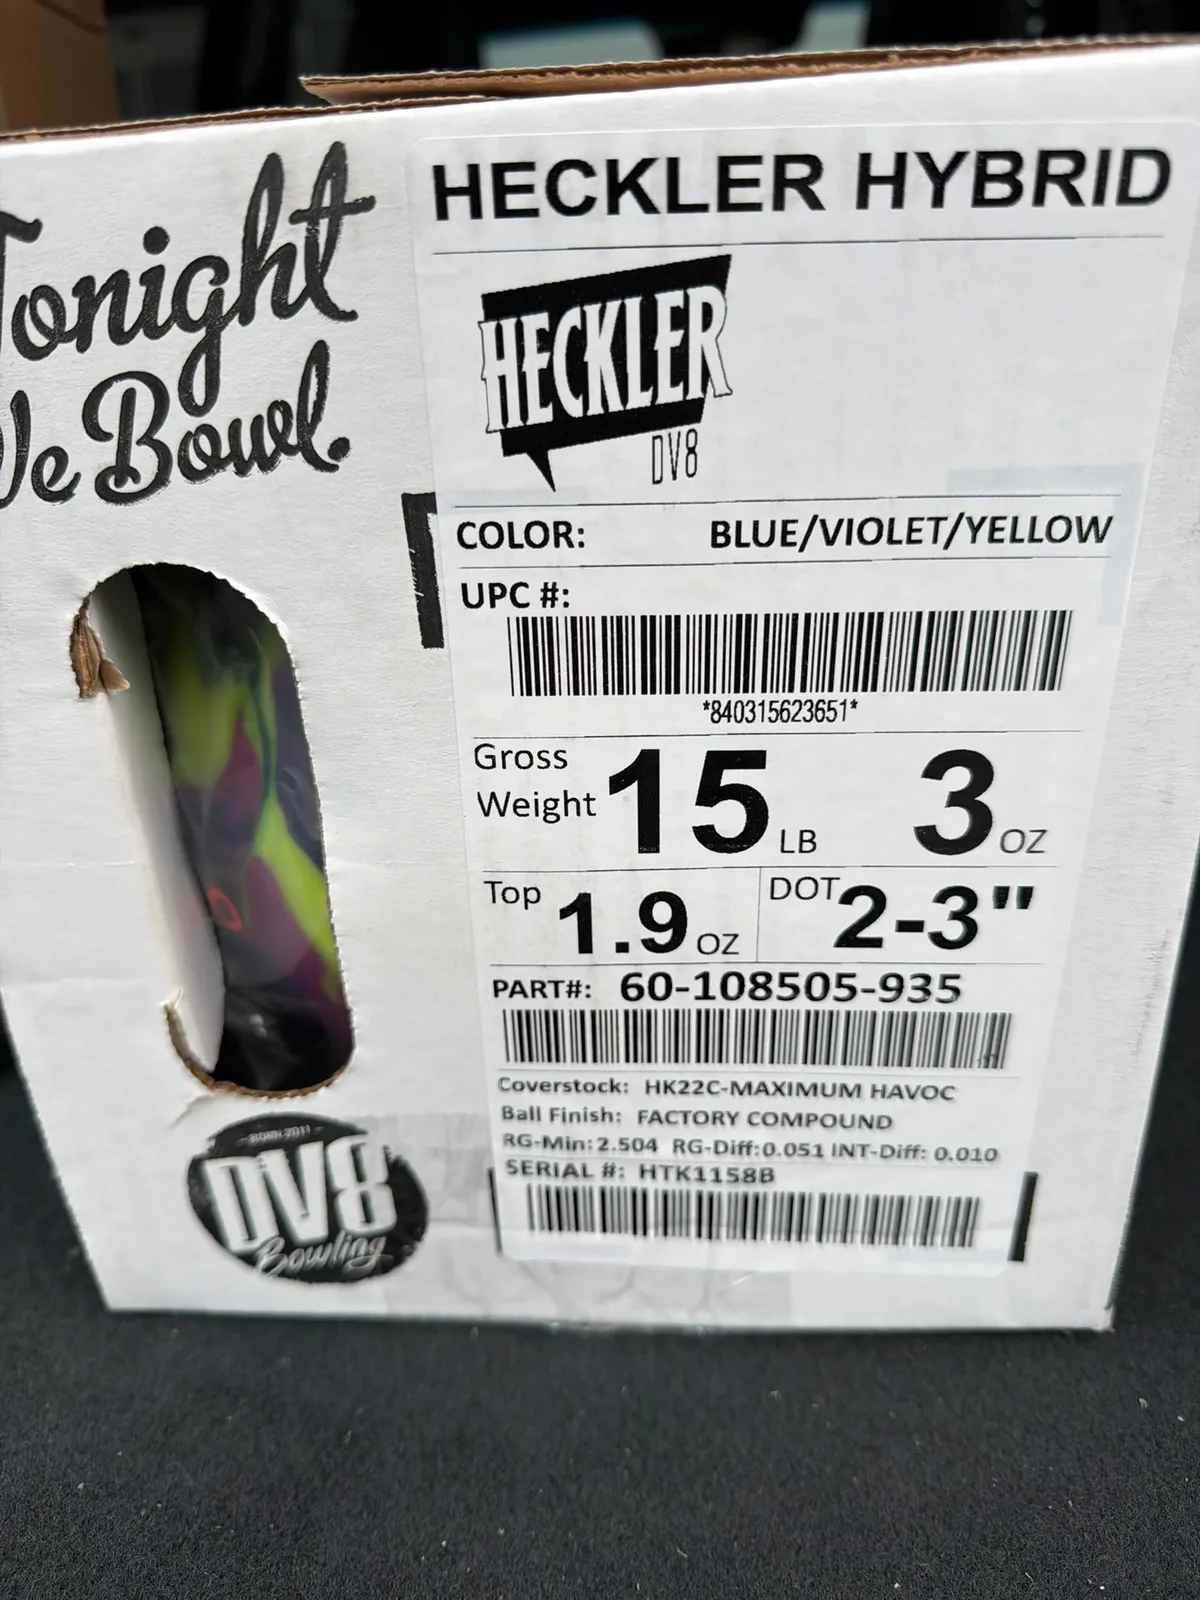 Tonight
We Bowl.
HECKLER HYBRID
HECKLER
DV8
COLOR: BLUE/VIOLET/YELLOW
UPC #:
*840315623651*
Gross Weight 15 LB 3 OZ
Top 1.9 OZ DOT 2-3"
PART#: 60-108505-935
Coverstock: HK22C-MAXIMUM HAVOC
Ball Finish: FACTORY COMPOUND
RG-Min: 2.504 RG-Diff: 0.051 INT-Diff: 0.010
SERIAL #: HTK1158B
- BORN 2011 -
DV8
Bowling